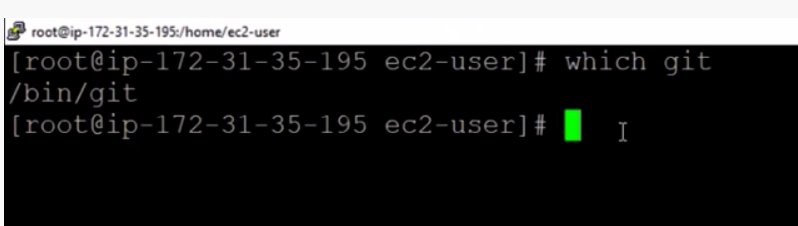 root@ip-172-31-35-195:/home/ec2-user
[root@ip-172-31-35-195 ec2-user]# which git
/bin/git
[root@ip-172-31-35-195 ec2-user]#